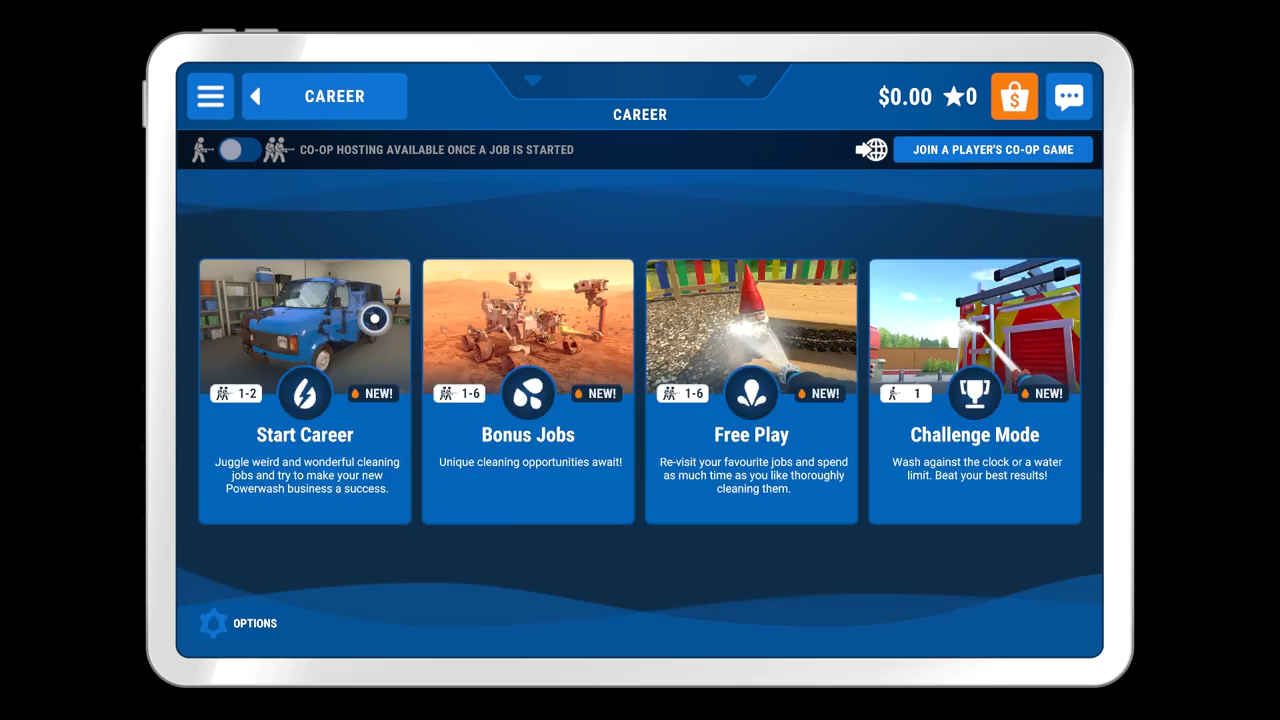 CAREER
$0.00 ★0
CAREER
CO-OP HOSTING AVAILABLE ONCE A JOB IS STARTED
JOIN A PLAYER'S CO-OP GAME
1-2
NEW!
Start Career
Juggle weird and wonderful cleaning
jobs and try to make your new
Powerwash business a success.
1-6
NEW!
Bonus Jobs
Unique cleaning opportunities await!
1-6
NEW!
Free Play
Re-visit your favourite jobs and spend
as much time as you like thoroughly
cleaning them.
1
NEW!
Challenge Mode
Wash against the clock or a water
limit. Beat your best results!
OPTIONS